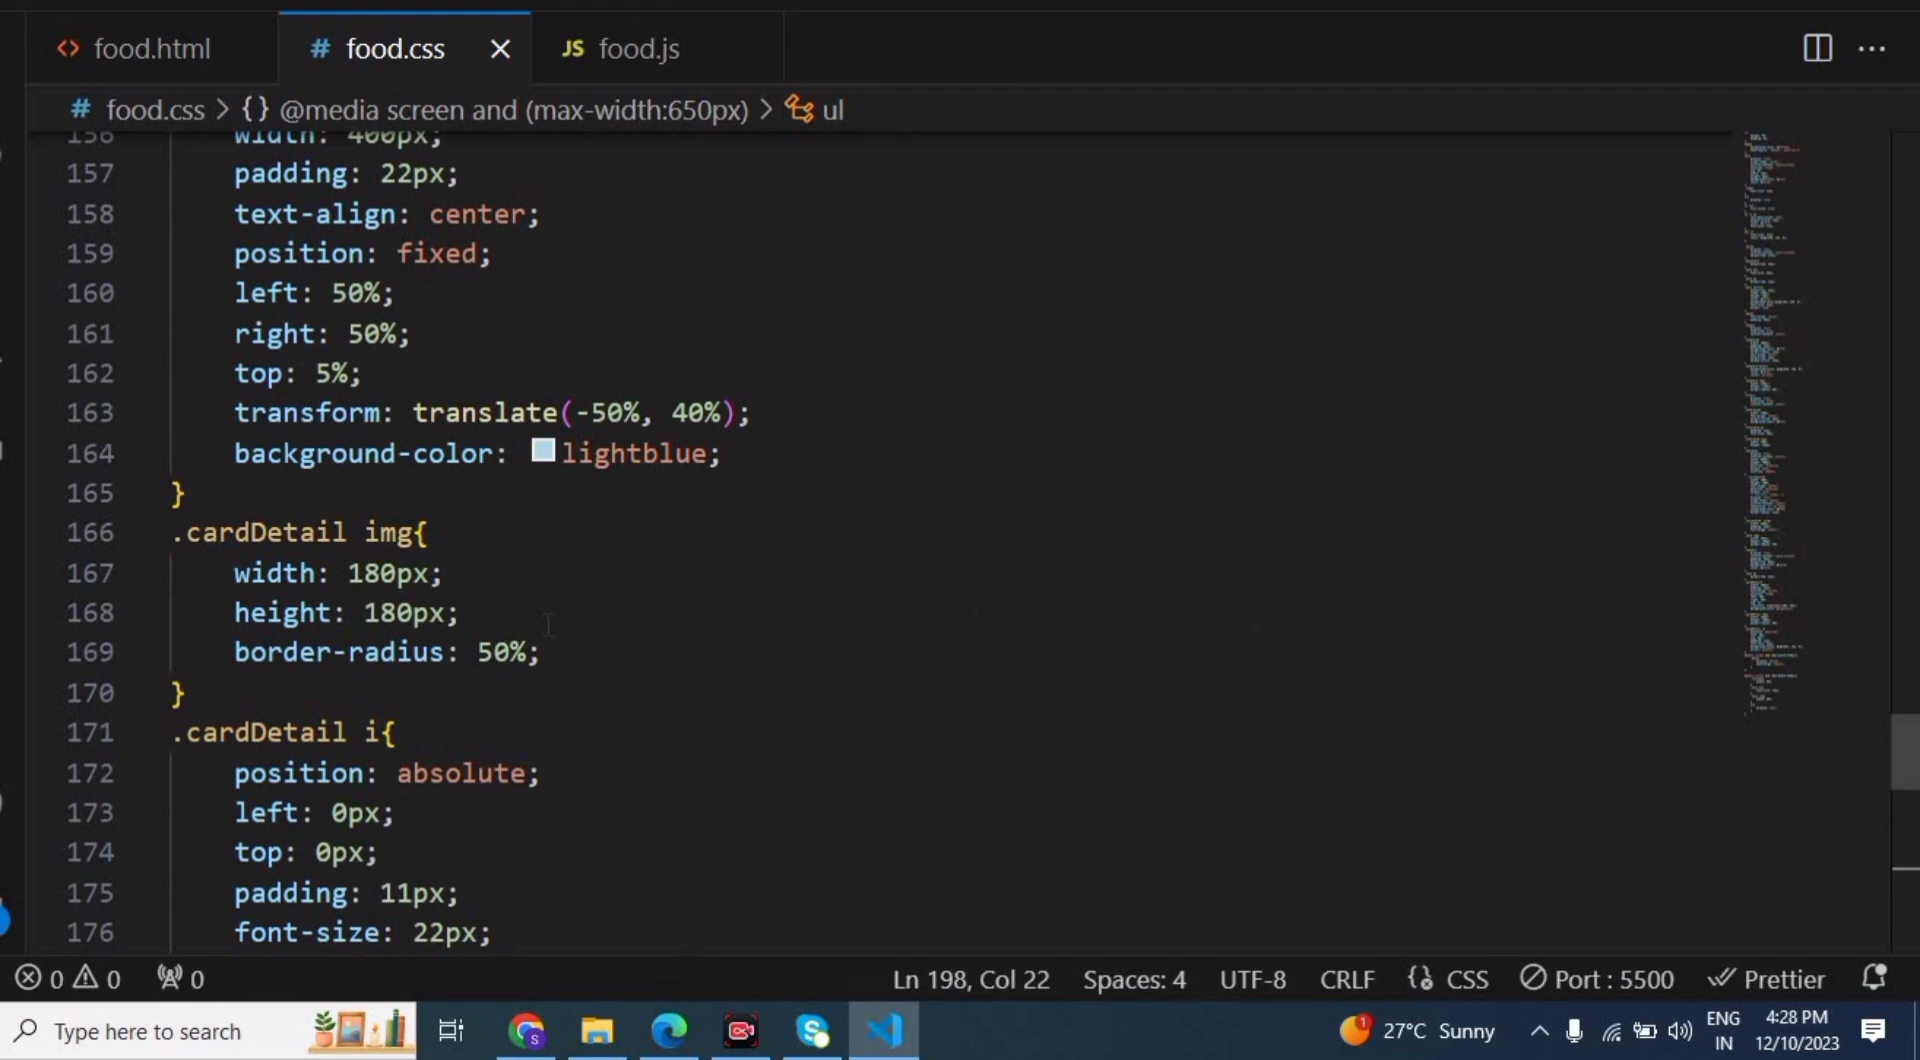 <> food.html # food.css × JS food.js ...
# food.css > {} @media screen and (max-width:650px) > ul
156 width: 400px;
157 padding: 22px;
158 text-align: center;
159 position: fixed;
160 left: 50%;
161 right: 50%;
162 top: 5%;
163 transform: translate(-50%, 40%);
164 background-color: lightblue;
165 }
166 .cardDetail img{
167 width: 180px;
168 height: 180px;
169 border-radius: 50%;
170 }
171 .cardDetail i{
172 position: absolute;
173 left: 0px;
174 top: 0px;
175 padding: 11px;
176 font-size: 22px;
0 0 0 Ln 198, Col 22 Spaces: 4 UTF-8 CRLF {} CSS Port : 5500 Prettier
Type here to search S S 1 27°C Sunny ENG 4:28 PM
IN 12/10/2023